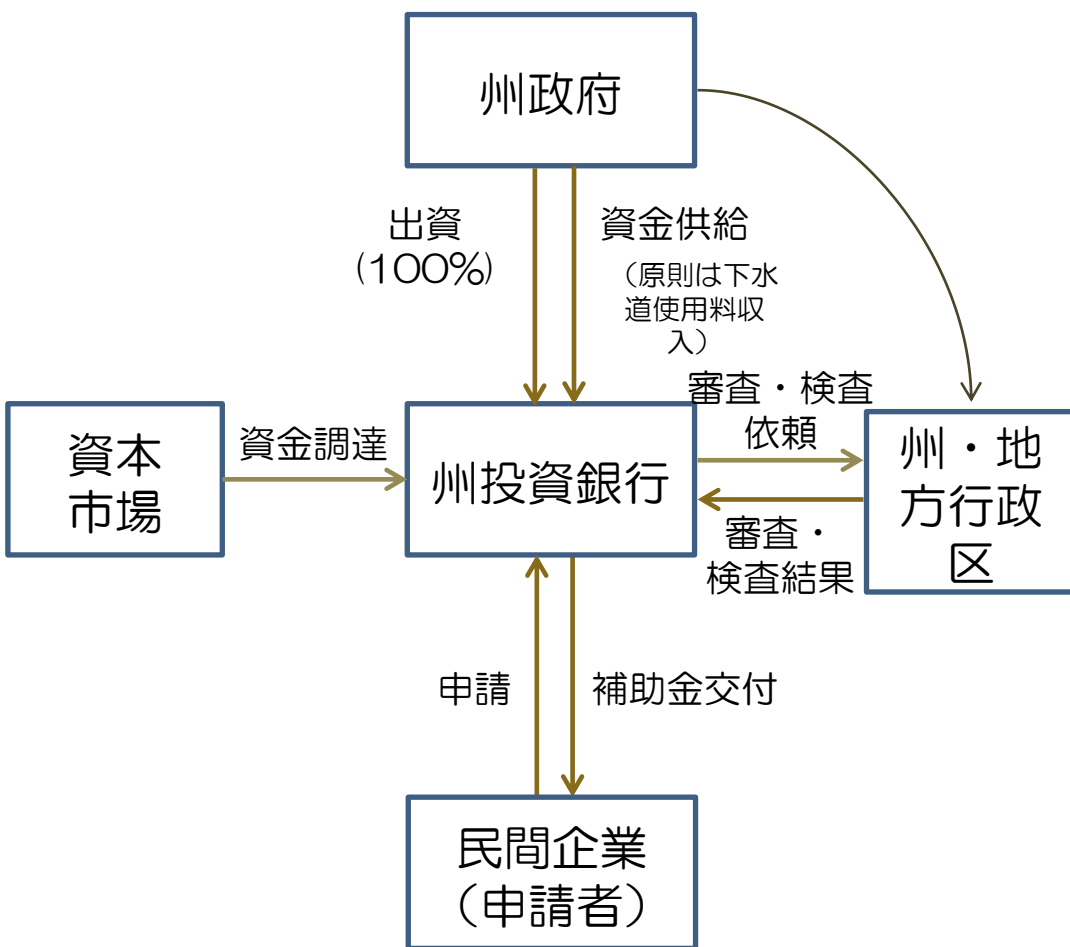 州政府
出資
(100%)
資金供給
（原則は下水
道使用料収
入）
審査・検査
依頼
資本
市場
資金調達
州投資銀行
州・地
方行政
区
審査・
検査結果
申請
補助金交付
民間企業
（申請者）